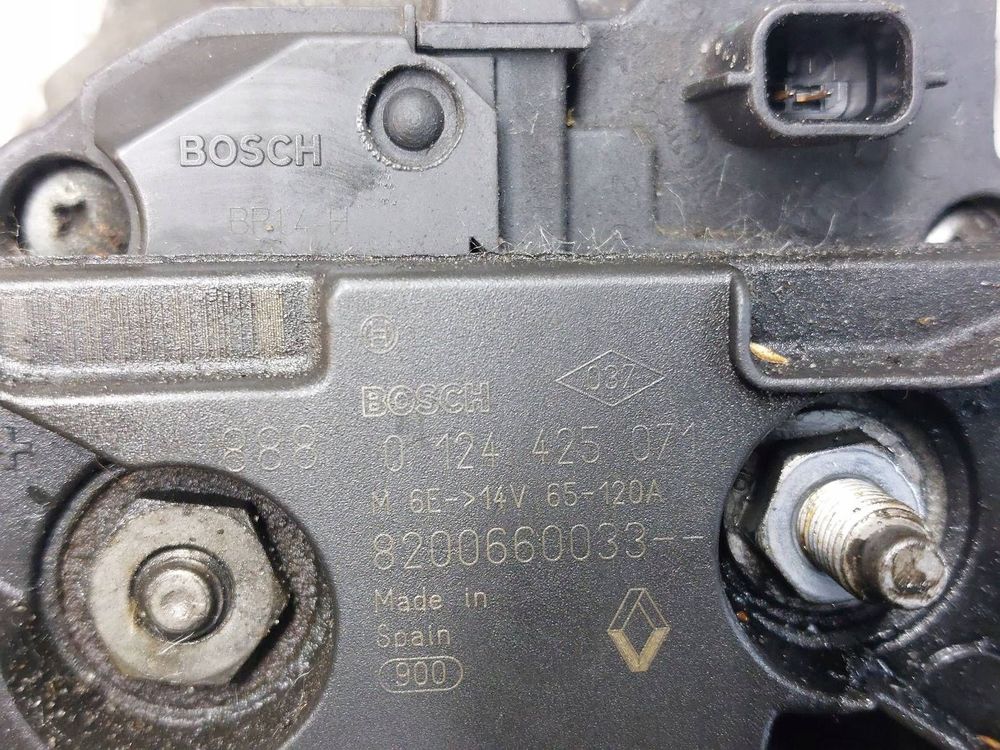 BOSCH
BR14-H
BOSCH
037
888 0 124 425 071
M 6E->14V 65-120A
8200660033--
Made in
Spain
900